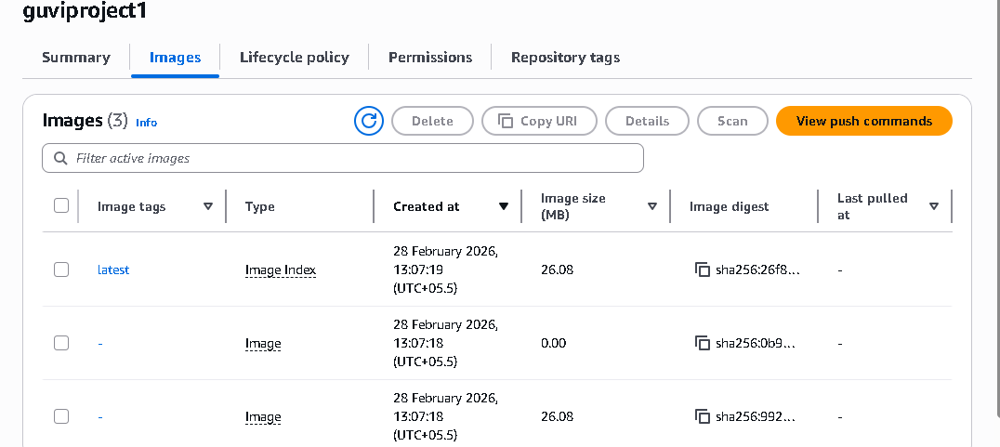 guviproject1
Summary Images Lifecycle policy Permissions Repository tags
Images (3) Info Delete Copy URI Details Scan View push commands
Filter active images
Image tags Type Created at Image size (MB) Image digest Last pulled at
latest Image Index 28 February 2026, 13:07:19 (UTC+05.5) 26.08 sha256:26f8... -
- Image 28 February 2026, 13:07:18 (UTC+05.5) 0.00 sha256:0b9... -
- Image 28 February 2026, 13:07:18 (UTC+05.5) 26.08 sha256:992... -